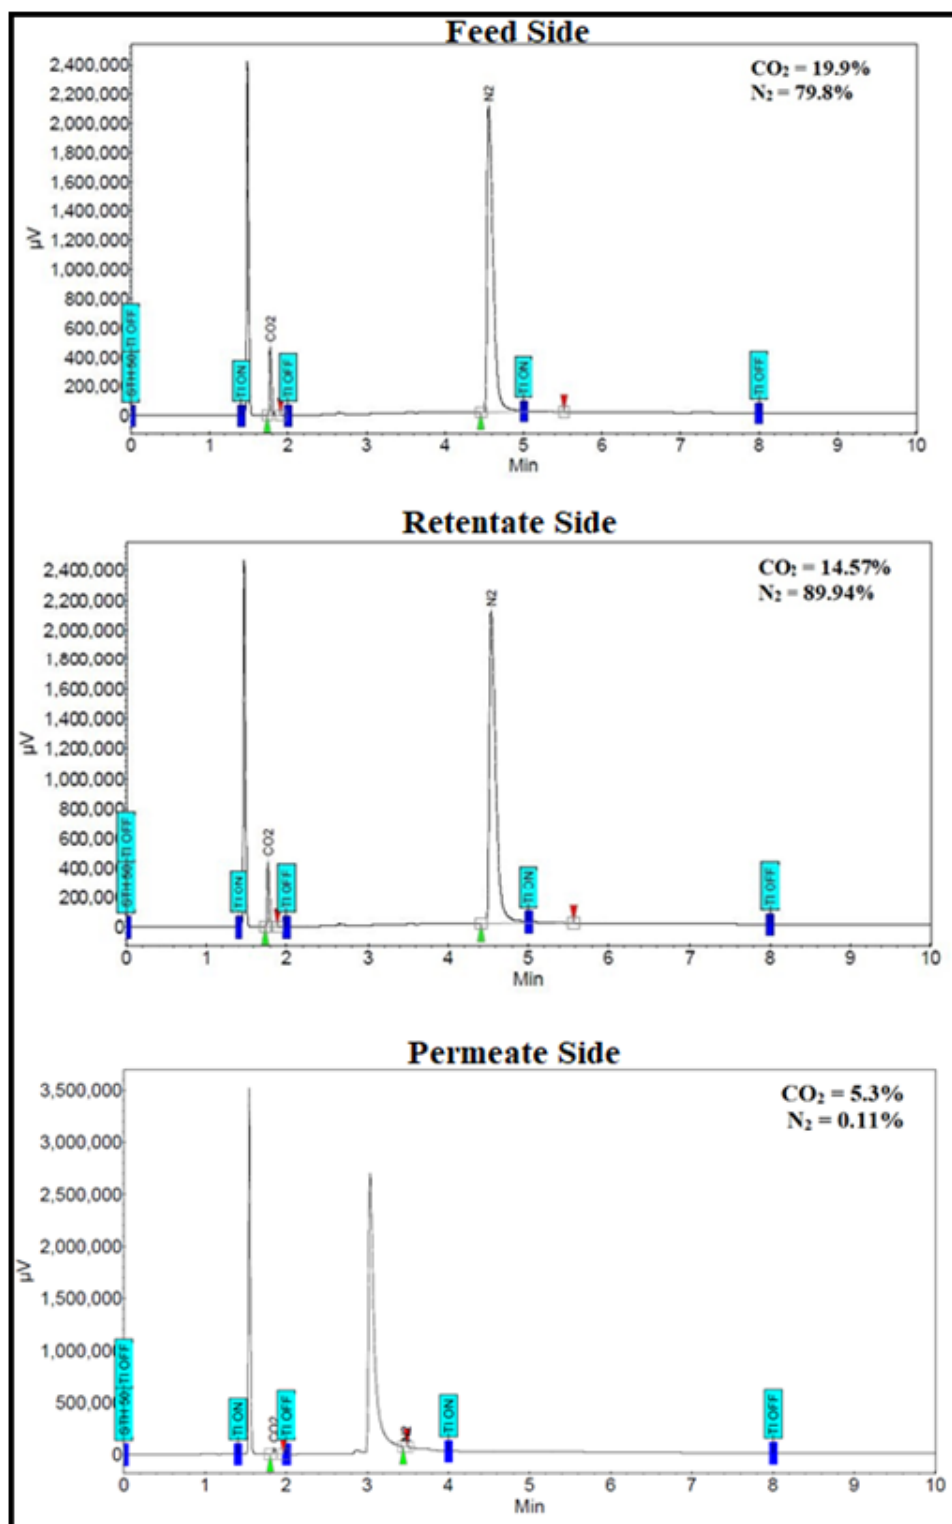 Feed Side
CO₂ = 19.9%
N₂ = 79.8%
2,400,000
2,200,000
2,000,000
1,800,000
1,600,000
1,400,000
1,200,000
1,000,000
800,000
600,000
400,000
200,000
0
µV
TI OFF
TI ON
CO2
TI OFF
N2
TI ON
TI OFF
0 1 2 3 4 5 6 7 8 9 10
Min
Retentate Side
CO₂ = 14.57%
N₂ = 89.94%
2,400,000
2,200,000
2,000,000
1,800,000
1,600,000
1,400,000
1,200,000
1,000,000
800,000
600,000
400,000
200,000
0
µV
TI OFF
TI ON
CO2
TI OFF
N2
TI ON
TI OFF
0 1 2 3 4 5 6 7 8 9 10
Min
Permeate Side
CO₂ = 5.3%
N₂ = 0.11%
3,500,000
3,000,000
2,500,000
2,000,000
1,500,000
1,000,000
500,000
0
µV
TI OFF
TI ON
CO2
TI OFF
TI ON
TI OFF
0 1 2 3 4 5 6 7 8 9 10
Min